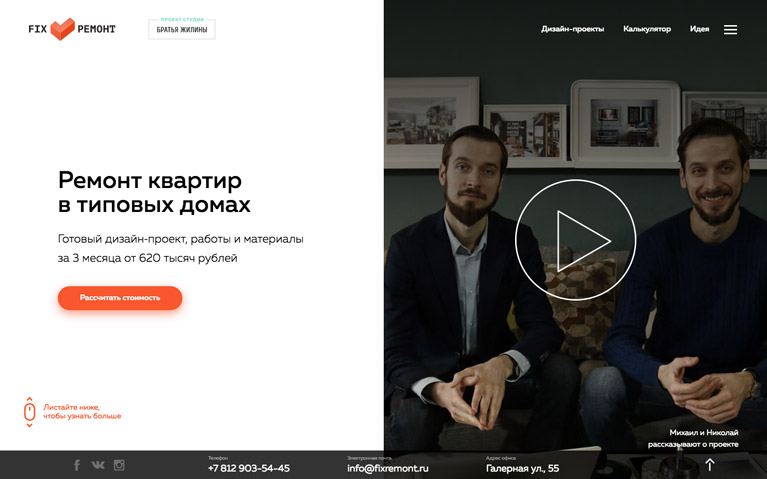 FIX РЕМОНТ
ПРОЕКТ СТУДИИ
БРАТЬЯ ЖИЛИНЫ
Дизайн-проекты Калькулятор Идея
Ремонт квартир
в типовых домах
Готовый дизайн-проект, работы и материалы
за 3 месяца от 620 тысяч рублей
Рассчитать стоимость
Листайте ниже,
чтобы узнать больше
Михаил и Николай
рассказывают о проекте
Телефон
+7 812 903-54-45
Электронная почта
info@fixremont.ru
Адрес офиса
Галерная ул., 55